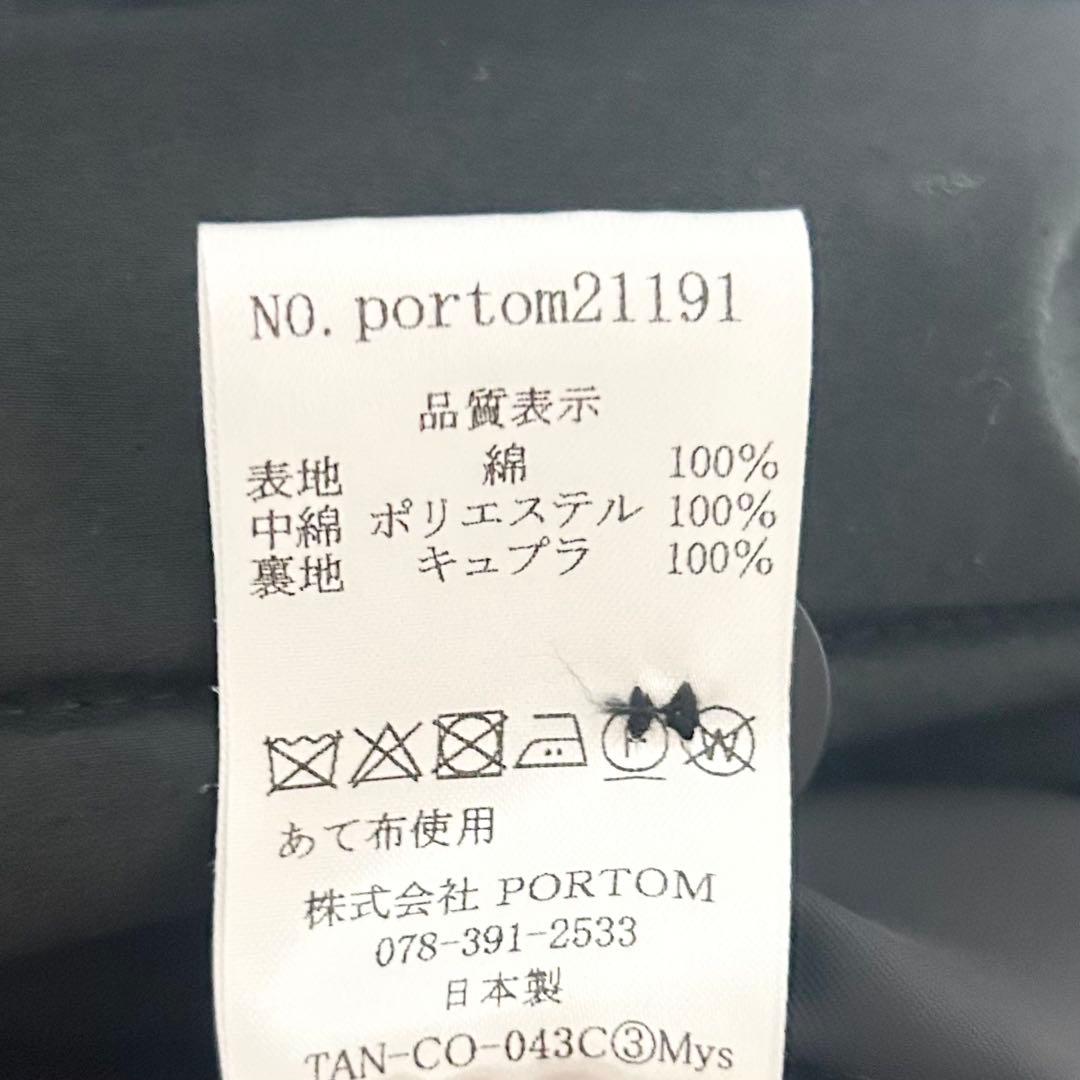 NO. portom21191
品質表示
表地 綿 100%
中綿 ポリエステル 100%
裏地 キュプラ 100%
F W
あて布使用
株式会社 PORTOM
078-391-2533
日本製
TAN-CO-043C③Mys